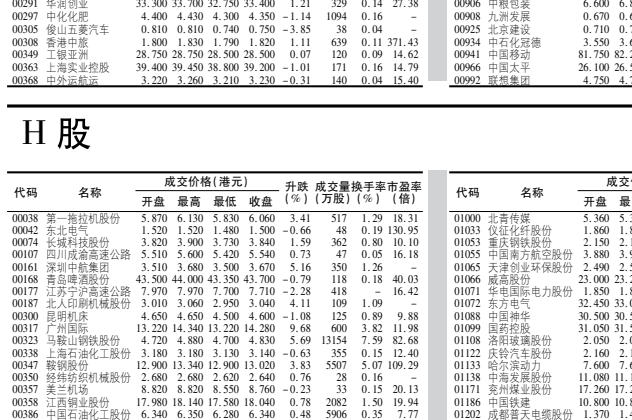 00291 华润创业 33.300 33.700 32.750 33.400 1.21 329 0.14 27.38
00297 中化化肥 4.400 4.430 4.300 4.350 −1.14 1094 0.16 –
00305 俊山五菱汽车 0.810 0.810 0.740 0.750 −3.85 38 0.04 –
00308 香港中旅 1.800 1.830 1.790 1.820 1.11 639 0.11 371.43
00349 工银亚洲 28.750 28.750 28.500 28.500 0.07 120 0.09 14.62
00363 上海实业控股 39.400 39.450 38.800 39.200 −1.01 171 0.16 14.79
00368 中外运航运 3.220 3.260 3.210 3.230 −0.31 140 0.04 15.40
00906 中粮包装
00908 九洲发展
00925 北京建设
00934 中石化冠德
00941 中国移动
00966 中国太平
00992 联想集团
H 股
代码 名称 成交价格(港元) 升跌 成交量 换手率 市盈率
开盘 最高 最低 收盘 (%) (万股) (%) (倍)
00038 第一拖拉机股份 5.870 6.130 5.830 6.060 3.41 517 1.29 18.31
00042 东北电气 1.520 1.520 1.480 1.500 −0.66 48 0.19 130.95
00074 长城科技股份 3.820 3.900 3.730 3.840 1.59 362 0.80 10.10
00107 四川成渝高速公路 5.510 5.600 5.420 5.540 0.73 47 0.05 16.18
00161 深圳中航集团 3.510 3.680 3.500 3.670 5.16 350 1.26 –
00168 青岛啤酒股份 43.500 44.000 43.350 43.700 −0.79 118 0.18 40.03
00177 江苏宁沪高速公路 7.970 7.970 7.700 7.710 −2.28 418 – 16.42
00187 北人印刷机械股份 3.010 3.060 2.950 3.040 4.11 109 1.09 –
00300 昆明机床 4.650 4.650 4.500 4.600 −1.08 125 0.89 9.88
00317 广州国际 13.220 14.340 13.220 14.280 9.68 600 3.82 11.98
00323 马鞍山钢铁股份 4.720 4.880 4.700 4.830 5.69 13154 7.59 82.68
00338 上海石油化工股份 3.180 3.180 3.130 3.140 −0.63 355 0.15 12.40
00347 鞍钢股份 12.900 13.340 12.900 13.020 3.83 5507 5.07 109.29
00350 经纬纺织机械股份 2.680 2.680 2.620 2.640 0.76 28 0.16 –
00357 美兰机场 8.820 8.820 8.550 8.760 −0.23 33 0.15 20.13
00358 江西铜业股份 17.980 18.140 17.580 18.040 0.78 2082 1.50 19.94
00386 中国石油化工股份 6.340 6.350 6.280 6.340 0.48 5906 0.35 7.77
代码 名称
开盘
01000 北青传媒
01033 仪征化纤股份
01053 重庆钢铁股份
01055 中国南方航空股份
01065 天津创业环保股份
01066 威高股份
01071 华电国际电力股份
01072 东方电气
01088 中国神华
01099 国药控股
01108 洛阳玻璃股份
01122 庆铃汽车股份
01133 哈尔滨动力
01138 中海发展股份
01171 兖州煤业股份
01186 中国铁建
01202 成都普天电缆股份